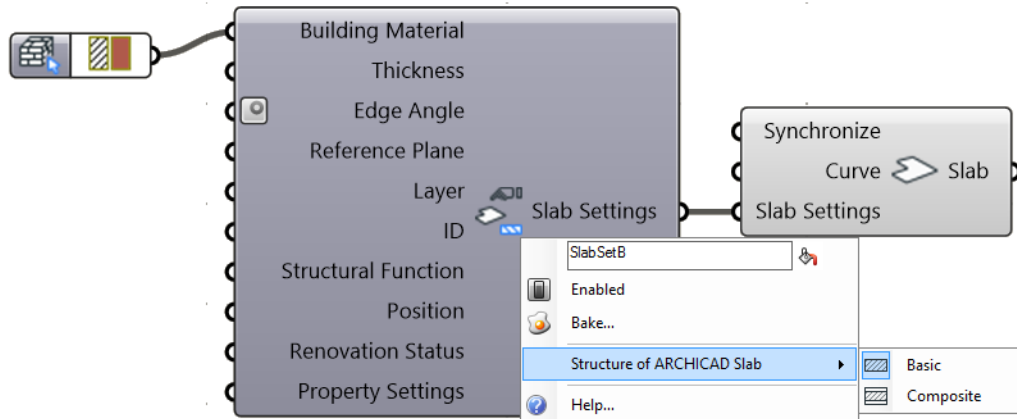 Building Material
Thickness
Edge Angle
Reference Plane
Layer
ID
Structural Function
Position
Renovation Status
Property Settings
Slab Settings
Synchronize
Curve
Slab Settings
Slab
SlabSetB
Enabled
Bake...
Structure of ARCHICAD Slab
Help...
Basic
Composite